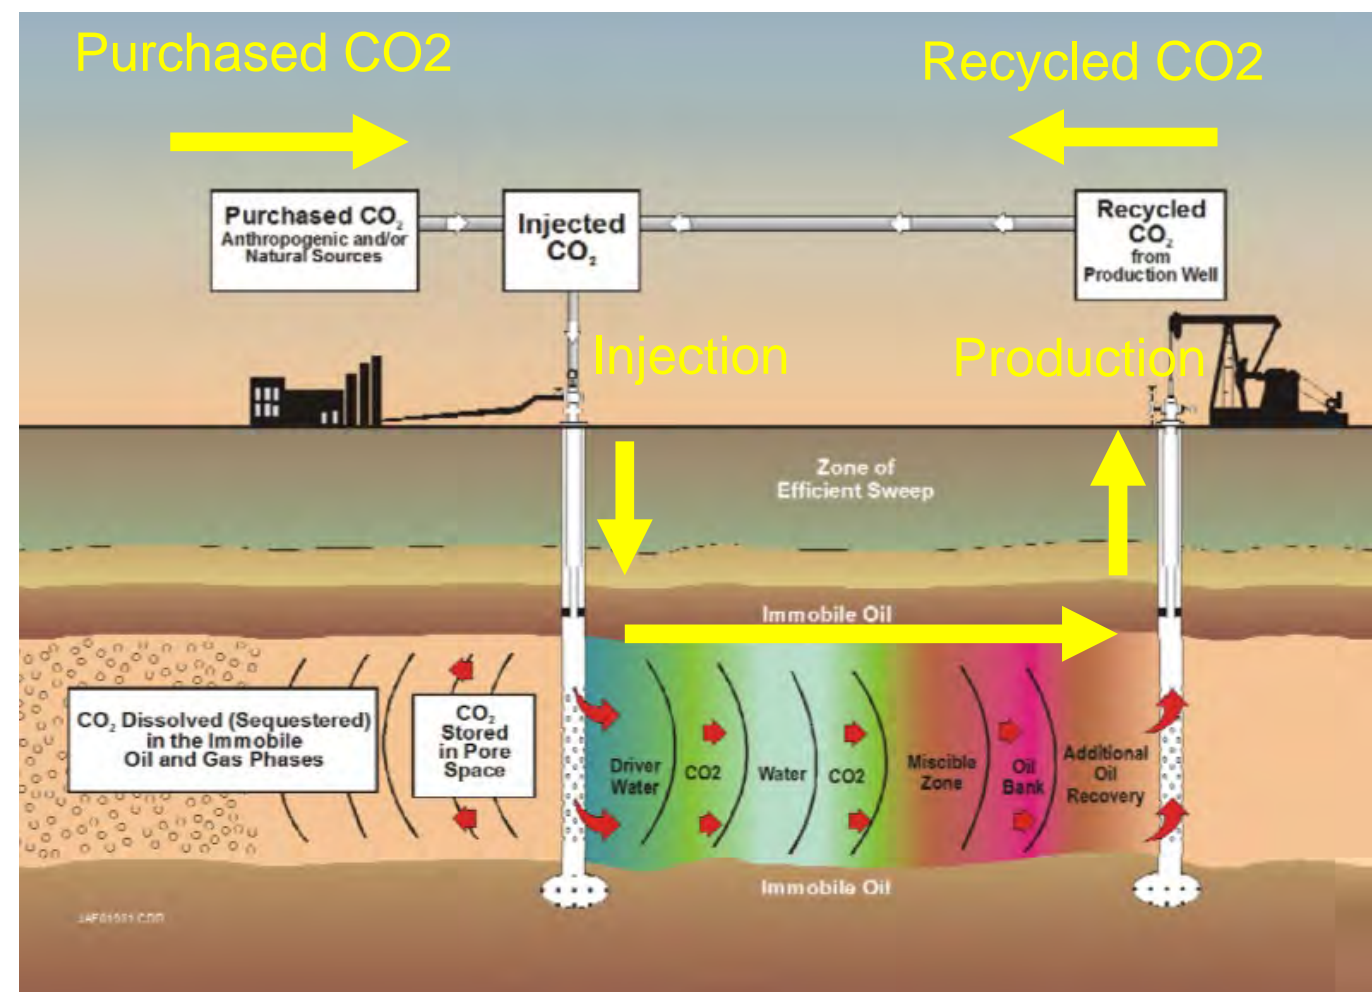 Purchased CO2
Recycled CO2
Purchased CO₂
Anthropogenic and/or
Natural Sources
Injected
CO₂
Recycled
CO₂
from
Production Well
Injection
Production
Zone of
Efficient Sweep
Immobile Oil
CO₂ Dissolved (Sequestered)
in the Immobile
Oil and Gas Phases
CO₂
Stored
in Pore
Space
Driver
Water
CO2
Water
CO2
Miscible
Zone
Oil
Bank
Additional
Oil
Recovery
Immobile Oil